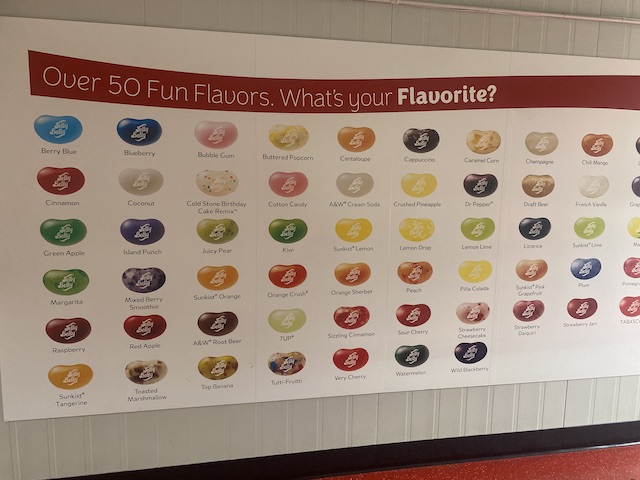 Over 50 Fun Flavors. What's your Flavorite?
Berry Blue
Blueberry
Bubble Gum
Buttered Popcorn
Cantaloupe
Cappuccino
Caramel Corn
Champagne
Chili Mango
Cinnamon
Coconut
Cold Stone Birthday
Cake Remix™
Cotton Candy
A&W® Cream Soda
Crushed Pineapple
Dr Pepper®
Draft Beer
French Vanilla
Green Apple
Island Punch
Juicy Pear
Kiwi
Sunkist® Lemon
Lemon Drop
Lemon Lime
Licorice
Sunkist® Lime
Margarita
Mixed Berry
Smoothie
Sunkist® Orange
Orange Crush®
Orange Sherbet
Peach
Piña Colada
Sunkist® Pink
Grapefruit
Plum
Raspberry
Red Apple
A&W® Root Beer
7UP®
Sizzling Cinnamon
Sour Cherry
Strawberry
Cheesecake
Strawberry
Daiquiri
Strawberry Jam
Sunkist®
Tangerine
Toasted
Marshmallow
Top Banana
Tutti-Fruitti
Very Cherry
Watermelon
Wild Blackberry